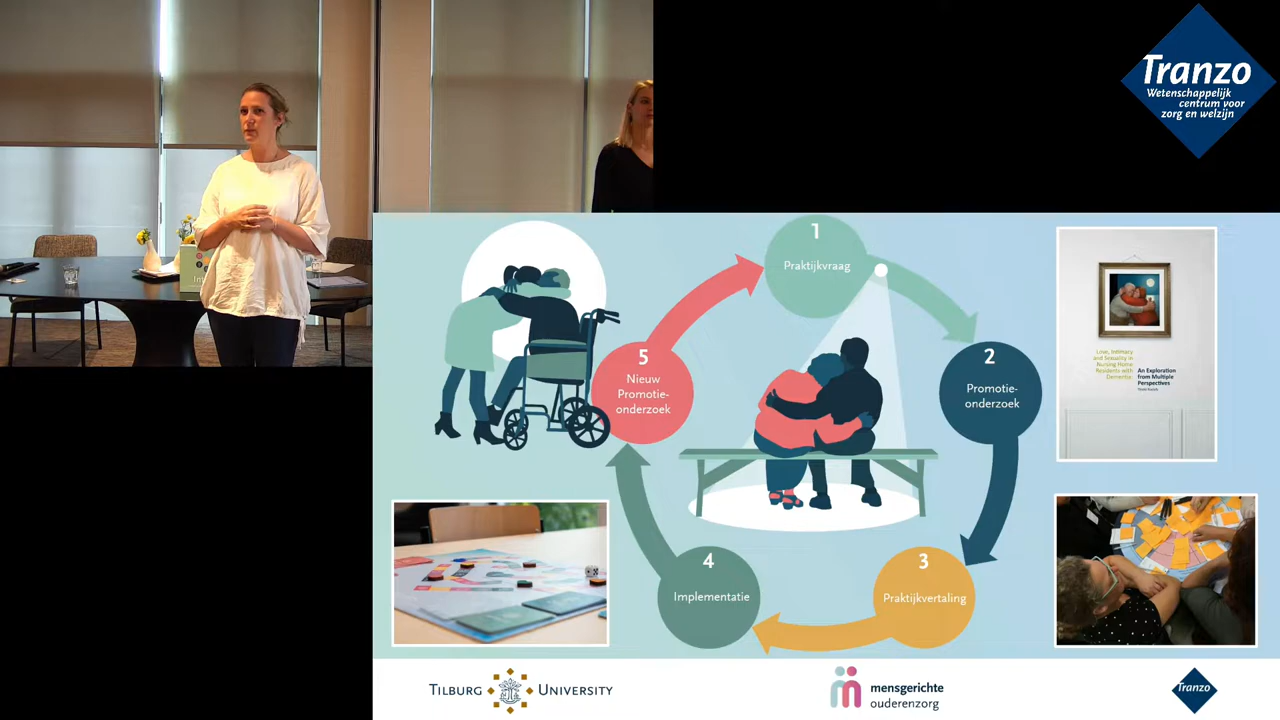 Tranzo
Wetenschappelijk
centrum voor
zorg en welzijn
1
Praktijkvraag
2
Promotie-
onderzoek
3
Praktijkvertaling
4
Implementatie
5
Nieuw
Promotie-
onderzoek
Love, Intimacy
and Sexuality in
Nursing Home
Residents with
Dementia:
An Exploration
from Multiple
Perspectives
TILBURG UNIVERSITY
mensgerichte
ouderenzorg
Tranzo